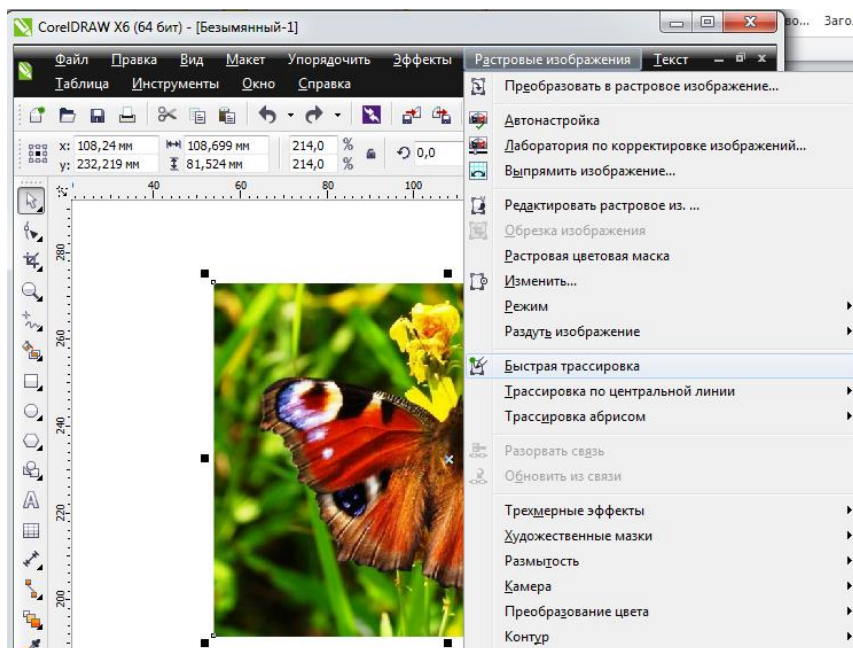 CorelDRAW X6 (64 бит) - [Безымянный-1]
во... Заго
Файл Правка Вид Макет Упорядочить Эффекты Растровые изображения Текст
Таблица Инструменты Окно Справка
x: 108,24 мм 108,699 мм 214,0 %
y: 232,219 мм 81,524 мм 214,0 %
0,0
40 60 80 100
280
260
240
220
200
Преобразовать в растровое изображение...
Автонастройка
Лаборатория по корректировке изображений...
Выпрямить изображение...
Редактировать растровое из. ...
Обрезка изображения
Растровая цветовая маска
Изменить...
Режим
Раздуть изображение
Быстрая трассировка
Трассировка по центральной линии
Трассировка абрисом
Разорвать связь
Обновить из связи
Трехмерные эффекты
Художественные мазки
Размытость
Камера
Преобразование цвета
Контур